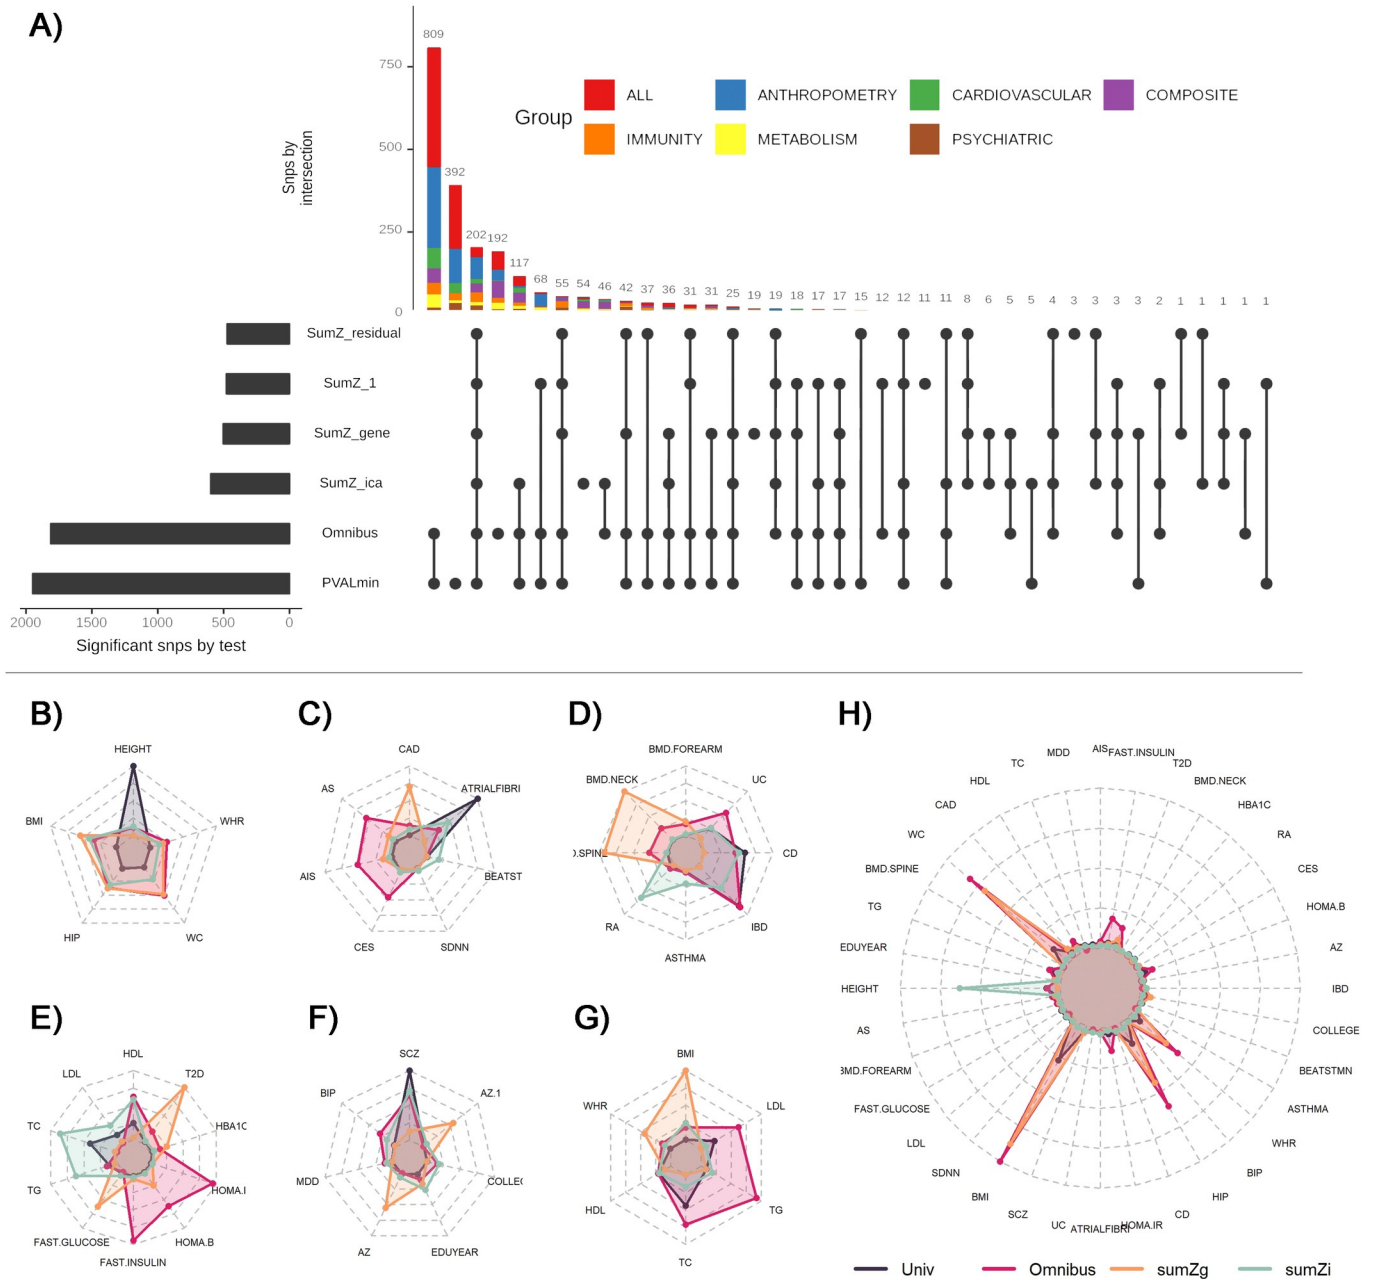 A)
809
750
500
250
0
Snps by
intersection
392
202
192
117
68
55
54
46
42
37
36
31
31
25
19
19
18
17
17
15
12
12
11
11
8
6
5
5
4
3
3
3
2
1
1
1
1
1
Group
ALL
ANTHROPOMETRY
CARDIOVASCULAR
COMPOSITE
IMMUNITY
METABOLISM
PSYCHIATRIC
SumZ_residual
SumZ_1
SumZ_gene
SumZ_ica
Omnibus
PVALmin
2000
1500
1000
500
0
Significant snps by test
B)
HEIGHT
BMI
WHR
HIP
WC
C)
CAD
AS
ATRIALFIBRI
AIS
BEATST
CES
SDNN
D)
BMD.FOREARM
BMD.NECK
UC
D.SPINE
CD
RA
IBD
ASTHMA
E)
HDL
LDL
T2D
TC
HBA1C
TG
HOMA.I
FAST.GLUCOSE
HOMA.B
FAST.INSULIN
F)
SCZ
BIP
AZ.1
MDD
COLLEG
AZ
EDUYEAR
G)
BMI
WHR
LDL
HDL
TG
TC
H)
AIS
FAST.INSULIN
MDD
T2D
TC
BMD.NECK
HDL
HBA1C
CAD
RA
WC
CES
BMD.SPINE
HOMA.B
TG
AZ
EDUYEAR
IBD
HEIGHT
COLLEGE
AS
BEATSTMN
3MD.FOREARM
ASTHMA
FAST.GLUCOSE
WHR
LDL
BIP
SDNN
HIP
BMI
CD
SCZ
HOMA.IR
UC
ATRIALFIBRI
Univ
Omnibus
sumZg
sumZi